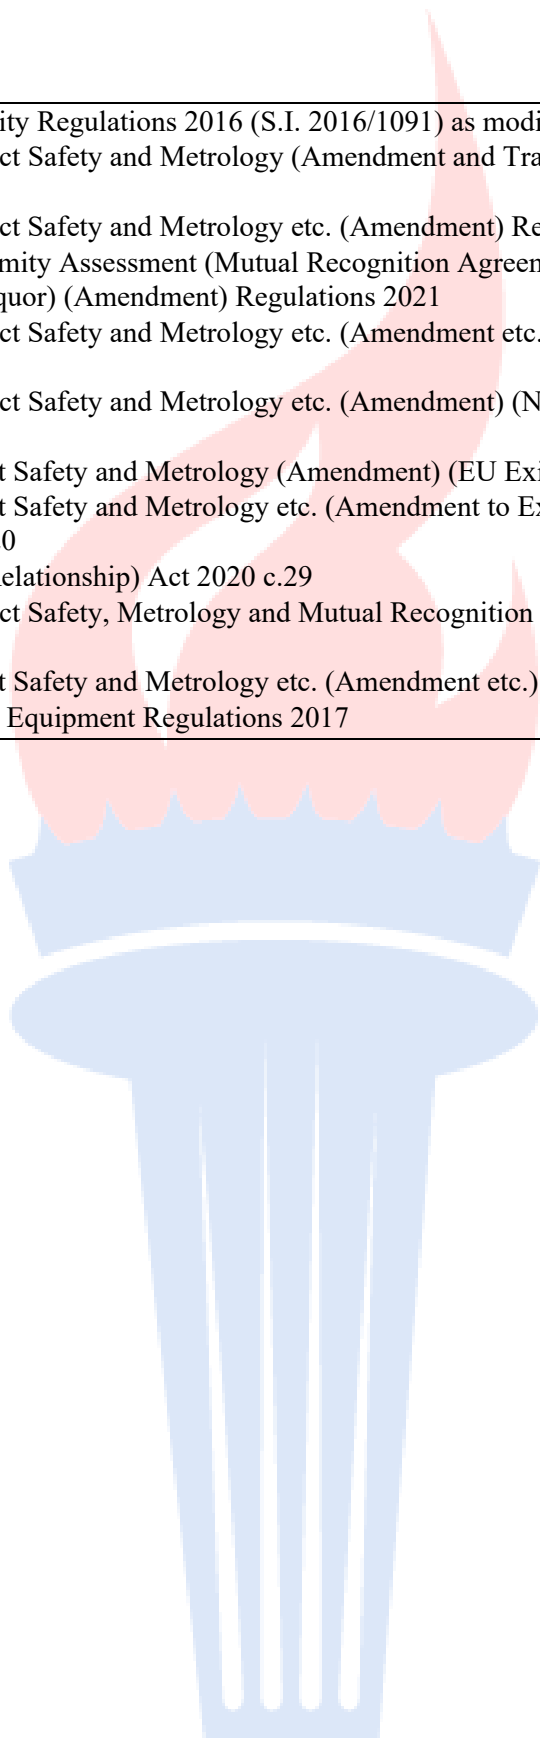 ity Regulations 2016 (S.I. 2016/1091) as modi
ct Safety and Metrology (Amendment and Tra
ct Safety and Metrology etc. (Amendment) Re
mity Assessment (Mutual Recognition Agreen
quor) (Amendment) Regulations 2021
ct Safety and Metrology etc. (Amendment etc.
ct Safety and Metrology etc. (Amendment) (N
t Safety and Metrology (Amendment) (EU Exi
t Safety and Metrology etc. (Amendment to Ex
0
Relationship) Act 2020 c.29
ct Safety, Metrology and Mutual Recognition
t Safety and Metrology etc. (Amendment etc.)
Equipment Regulations 2017